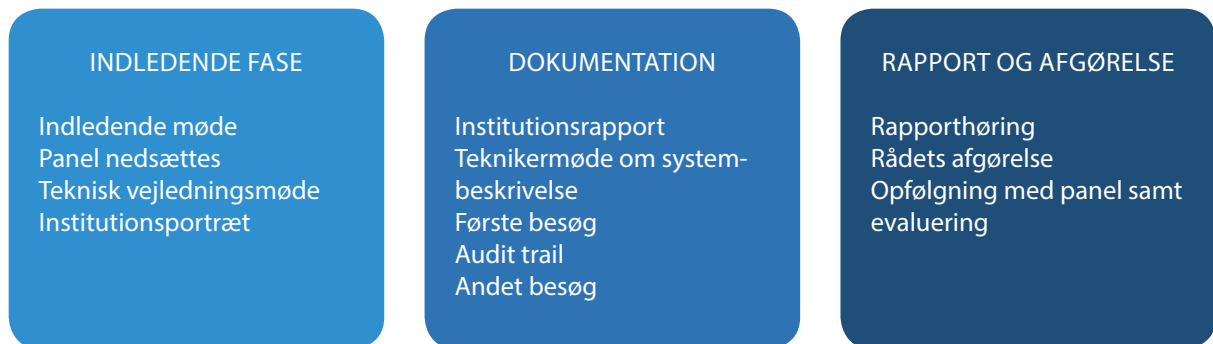 INDLEDENDE FASE
Indledende møde
Panel nedsættes
Teknisk vejledningsmøde
Institutionsportræt
DOKUMENTATION
Institutionsrapport
Teknikermøde om system-
beskrivelse
Første besøg
Audit trail
Andet besøg
RAPPORT OG AFGØRELSE
Rapporthøring
Rådets afgørelse
Opfølgning med panel samt
evaluering